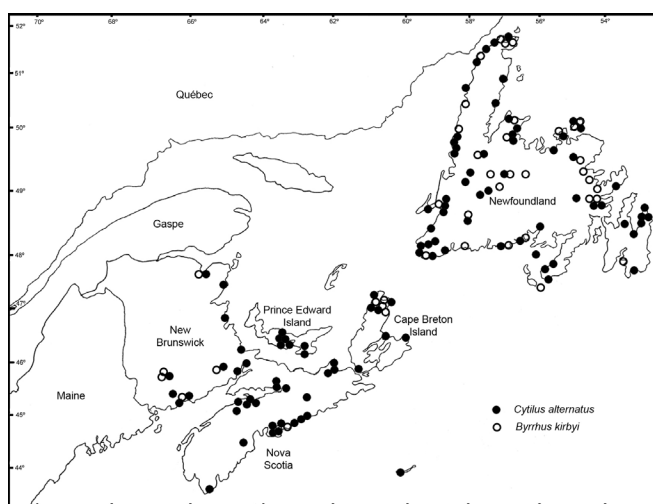 70° 68° 66° 64° 62° 60° 58° 56° 54°
52°
51°
Québec
50°
Newfoundland
49°
Gaspe
48°
47°
Prince Edward
Island
Cape Breton
Island
New
Brunswick
46°
Maine
Cytilus alternatus
45°
Byrrhus kirbyi
Nova
Scotia
44°